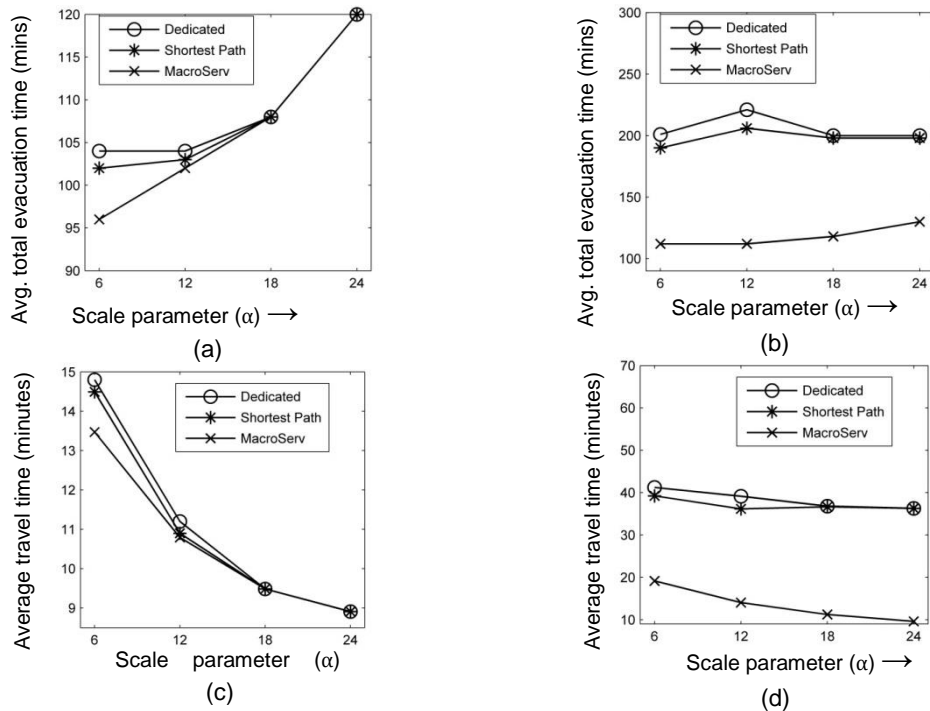 Avg. total evacuation time (mins)
120
115
110
105
100
95
90
Dedicated
Shortest Path
MacroServ
6 12 18 24
Scale parameter (α) →
(a)
Avg. total evacuation time (mins)
300
250
200
150
100
Dedicated
Shortest Path
MacroServ
6 12 18 24
Scale parameter (α) →
(b)
Average travel time (minutes)
15
14
13
12
11
10
9
Dedicated
Shortest Path
MacroServ
6 12 18 24
Scale parameter (α)
(c)
Average travel time (minutes)
70
60
50
40
30
20
10
Dedicated
Shortest Path
MacroServ
6 12 18 24
Scale parameter (α) →
(d)